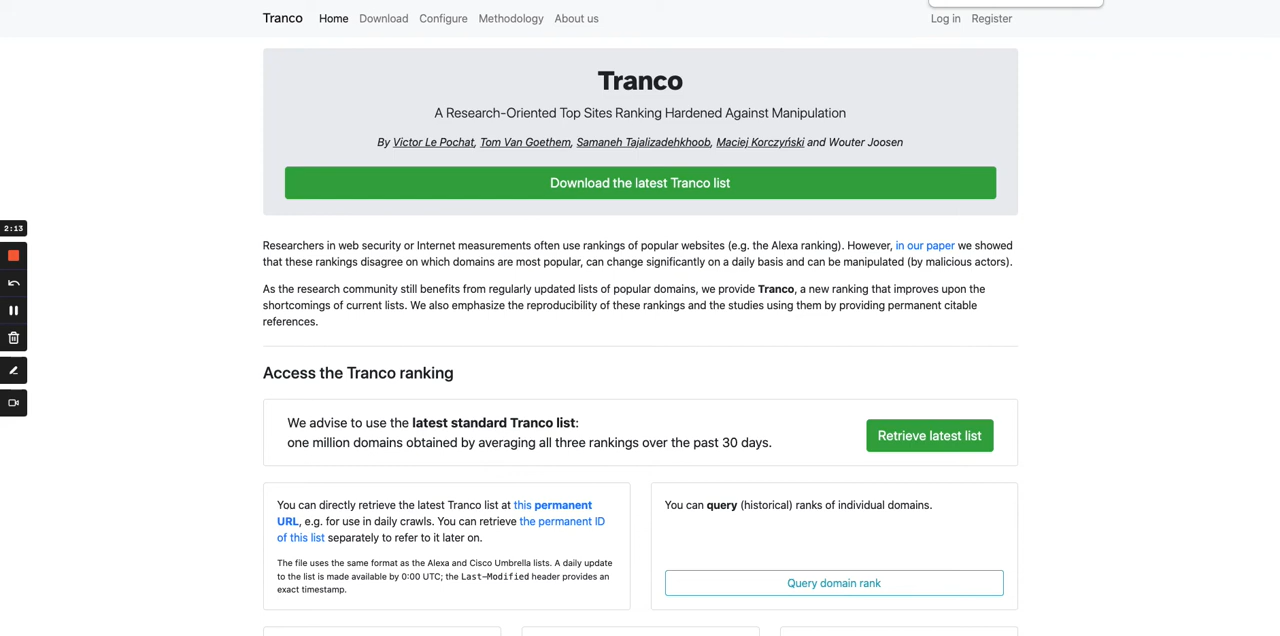 Tranco Home Download Configure Methodology About us Log in Register
Tranco
A Research-Oriented Top Sites Ranking Hardened Against Manipulation
By Victor Le Pochat, Tom Van Goethem, Samaneh Tajalizadehkhoob, Maciej Korczyński and Wouter Joosen
Download the latest Tranco list
2:13
Researchers in web security or Internet measurements often use rankings of popular websites (e.g. the Alexa ranking). However, in our paper we showed
that these rankings disagree on which domains are most popular, can change significantly on a daily basis and can be manipulated (by malicious actors).
As the research community still benefits from regularly updated lists of popular domains, we provide Tranco, a new ranking that improves upon the
shortcomings of current lists. We also emphasize the reproducibility of these rankings and the studies using them by providing permanent citable
references.
Access the Tranco ranking
We advise to use the latest standard Tranco list:
one million domains obtained by averaging all three rankings over the past 30 days.
Retrieve latest list
You can directly retrieve the latest Tranco list at this permanent
URL, e.g. for use in daily crawls. You can retrieve the permanent ID
of this list separately to refer to it later on.
The file uses the same format as the Alexa and Cisco Umbrella lists. A daily update
to the list is made available by 0:00 UTC; the Last-Modified header provides an
exact timestamp.
You can query (historical) ranks of individual domains.
Query domain rank